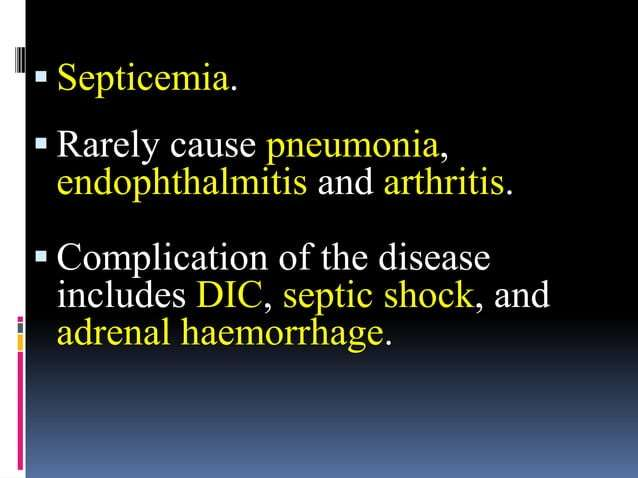 ▪ Septicemia.
▪ Rarely cause pneumonia,
endophthalmitis and arthritis.
▪ Complication of the disease
includes DIC, septic shock, and
adrenal haemorrhage.